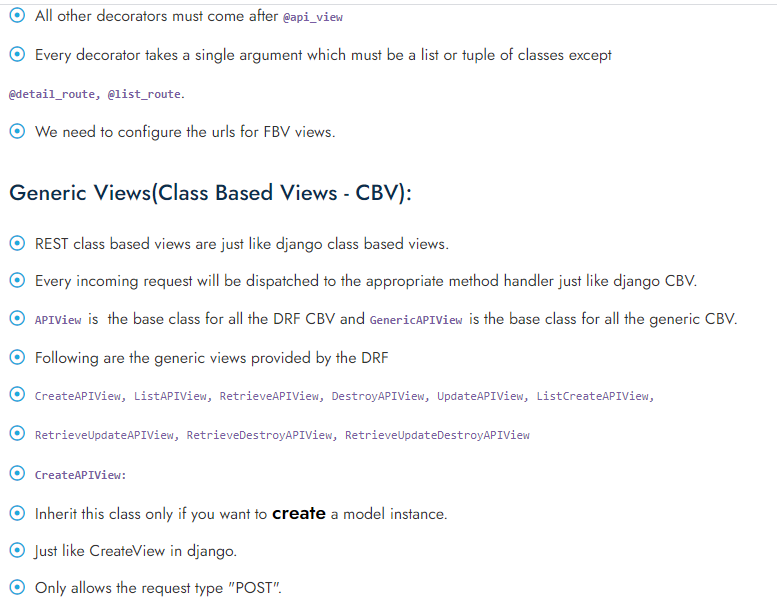 All other decorators must come after @api_view
Every decorator takes a single argument which must be a list or tuple of classes except
@detail_route, @list_route.
We need to configure the urls for FBV views.
Generic Views(Class Based Views - CBV):
REST class based views are just like django class based views.
Every incoming request will be dispatched to the appropriate method handler just like django CBV.
APIView is the base class for all the DRF CBV and GenericAPIView is the base class for all the generic CBV.
Following are the generic views provided by the DRF
CreateAPIView, ListAPIView, RetrieveAPIView, DestroyAPIView, UpdateAPIView, ListCreateAPIView,
RetrieveUpdateAPIView, RetrieveDestroyAPIView, RetrieveUpdateDestroyAPIView
CreateAPIView:
Inherit this class only if you want to create a model instance.
Just like CreateView in django.
Only allows the request type "POST".